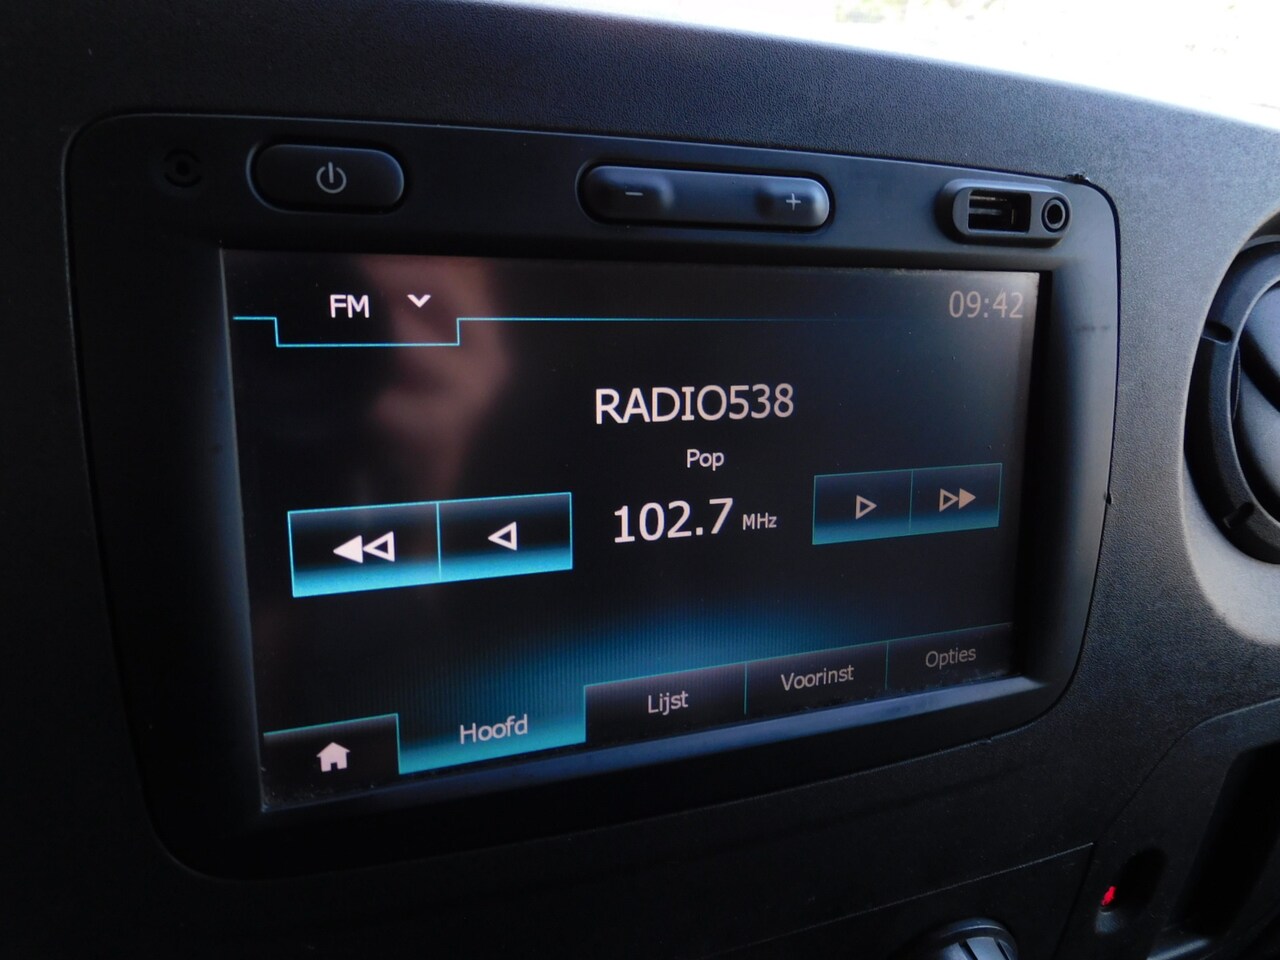 FM
09:42
RADIO538
Pop
102.7 MHz
Hoofd
Lijst
Voorinst
Opties